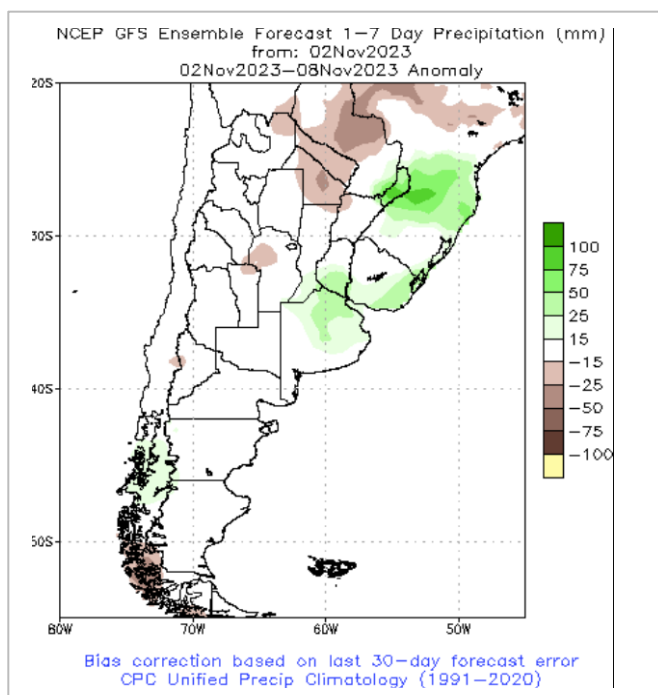 NCEP GFS Ensemble Forecast 1-7 Day Precipitation (mm)
from: 02Nov2023
02Nov2023-08Nov2023 Anomaly
20S
30S
40S
50S
80W
70W
60W
50W
100
75
50
25
15
-15
-25
-50
-75
-100
Bias correction based on last 30-day forecast error
CPC Unified Precip Climatology (1991-2020)